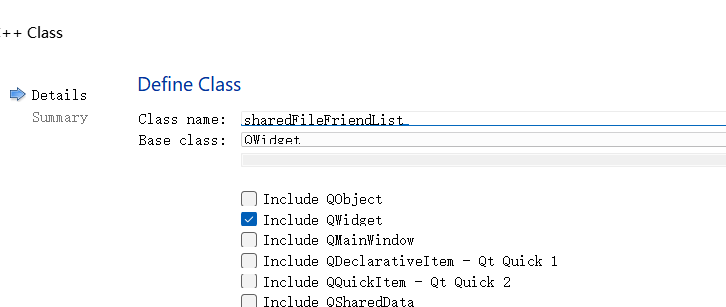 ++ Class
Details
Summary
Define Class
Class name: sharedFileFriendList
Base class: QWidget
Include QObject
Include QWidget
Include QMainWindow
Include QDeclarativeItem - Qt Quick 1
Include QQuickItem - Qt Quick 2
Include QSharedData